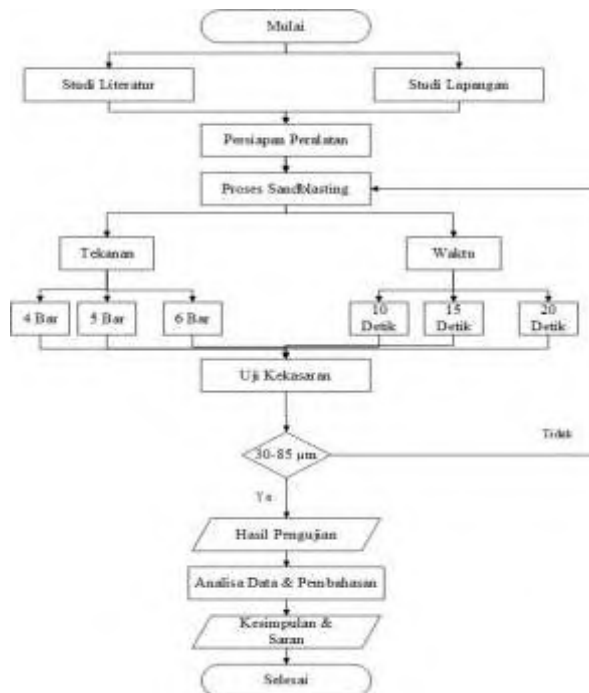 Mulai
Studi Literatur
Studi Lapangan
Persiapan Peralatan
Proses Sandblasting
Tekanan
Waktu
4 Bar
5 Bar
6 Bar
10
Detik
15
Detik
20
Detik
Uji Kekasaran
30-85 µm
Tidak
Ya
Hasil Pengujian
Analisa Data & Pembahasan
Kesimpulan &
Saran
Selesai